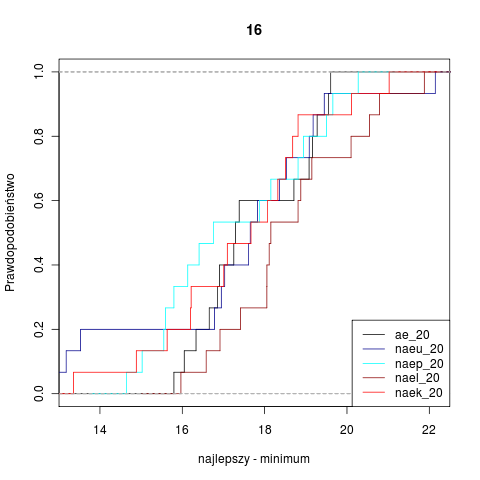 16
Prawdopodobieństwo
1.0
0.8
0.6
0.4
0.2
0.0
14 16 18 20 22
najlepszy - minimum
ae_20
naeu_20
naep_20
nael_20
naek_20